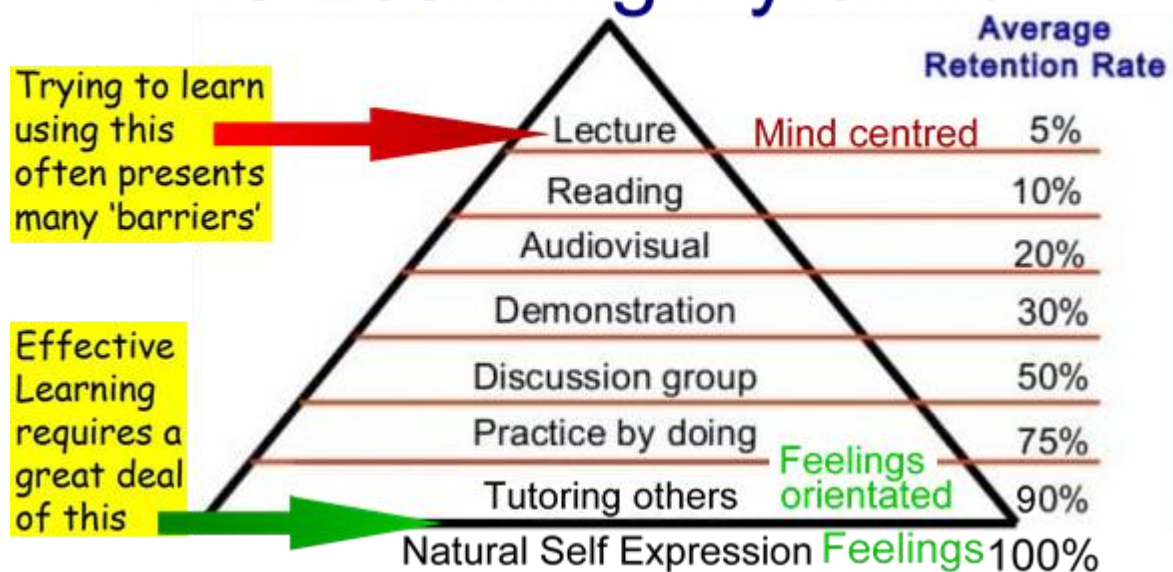 Average
Retention Rate
Trying to learn
using this
often presents
many ‘barriers’
Lecture Mind centred 5%
Reading 10%
Audiovisual 20%
Demonstration 30%
Effective
Learning
requires a
great deal
of this
Discussion group 50%
Practice by doing 75%
Feelings
orientated
Tutoring others 90%
Natural Self Expression Feelings 100%